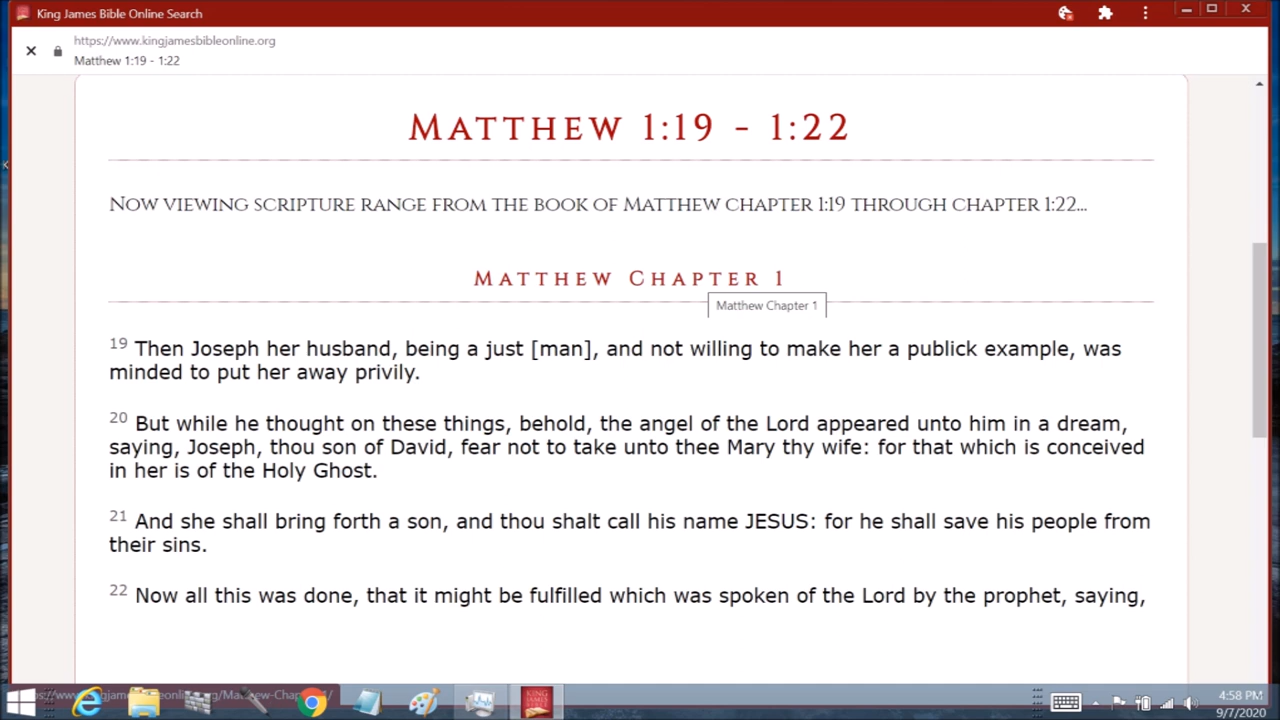 King James Bible Online Search
https://www.kingjamesbibleonline.org
Matthew 1:19 - 1:22
MATTHEW 1:19 - 1:22
NOW VIEWING SCRIPTURE RANGE FROM THE BOOK OF MATTHEW CHAPTER 1:19 THROUGH CHAPTER 1:22...
MATTHEW CHAPTER 1
Matthew Chapter 1
19 Then Joseph her husband, being a just [man], and not willing to make her a publick example, was
minded to put her away privily.
20 But while he thought on these things, behold, the angel of the Lord appeared unto him in a dream,
saying, Joseph, thou son of David, fear not to take unto thee Mary thy wife: for that which is conceived
in her is of the Holy Ghost.
21 And she shall bring forth a son, and thou shalt call his name JESUS: for he shall save his people from
their sins.
22 Now all this was done, that it might be fulfilled which was spoken of the Lord by the prophet, saying,
KING
JAMES
BIBLE
4:58 PM
9/7/2020